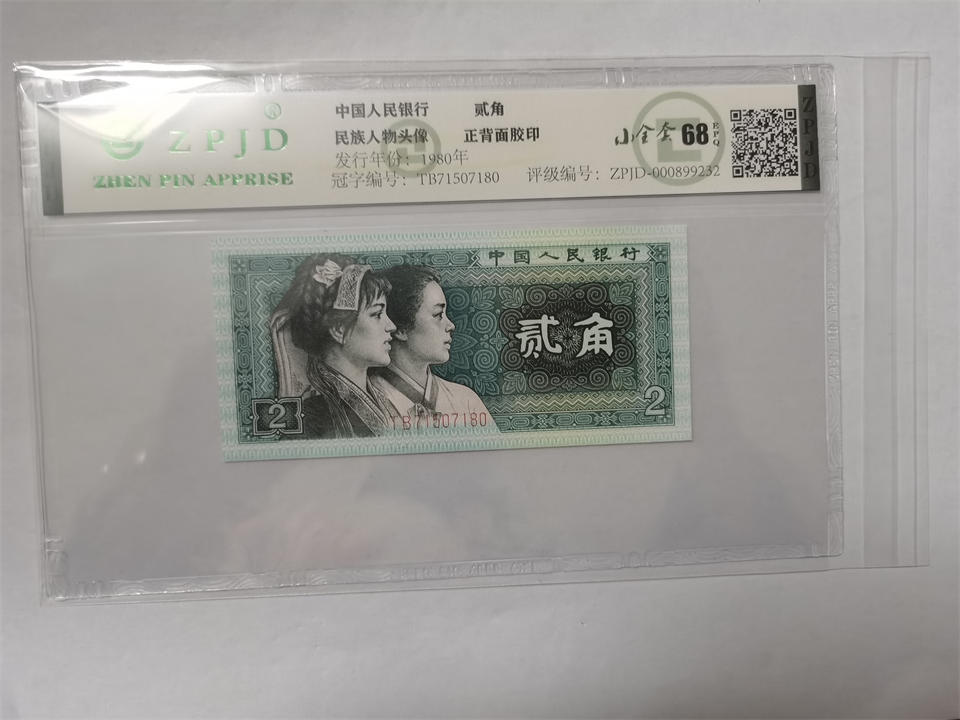 ZPJD®
ZHEN PIN APPRISE
中国人民银行 贰角
民族人物头像 正背面胶印
发行年份：1980年
冠字编号：TB71507180 评级编号：ZPJD-000899232
小全套 68 EPQ
ZPJD
中国人民银行
贰角
2
TB71507180
2